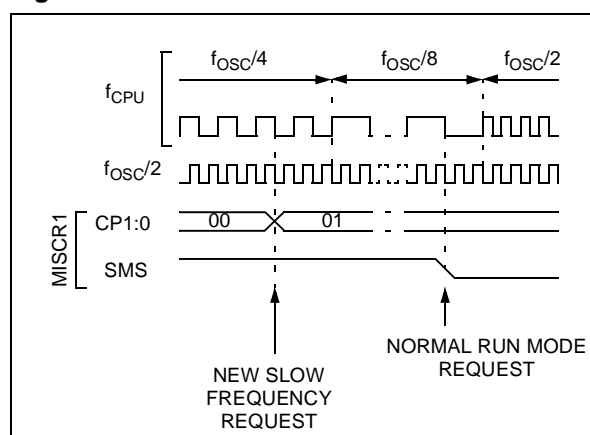 fOSC/4 fOSC/8 fOSC/2
fCPU
fOSC/2
MISCR1
CP1:0 00 01
SMS
NEW SLOW
FREQUENCY
REQUEST
NORMAL RUN MODE
REQUEST